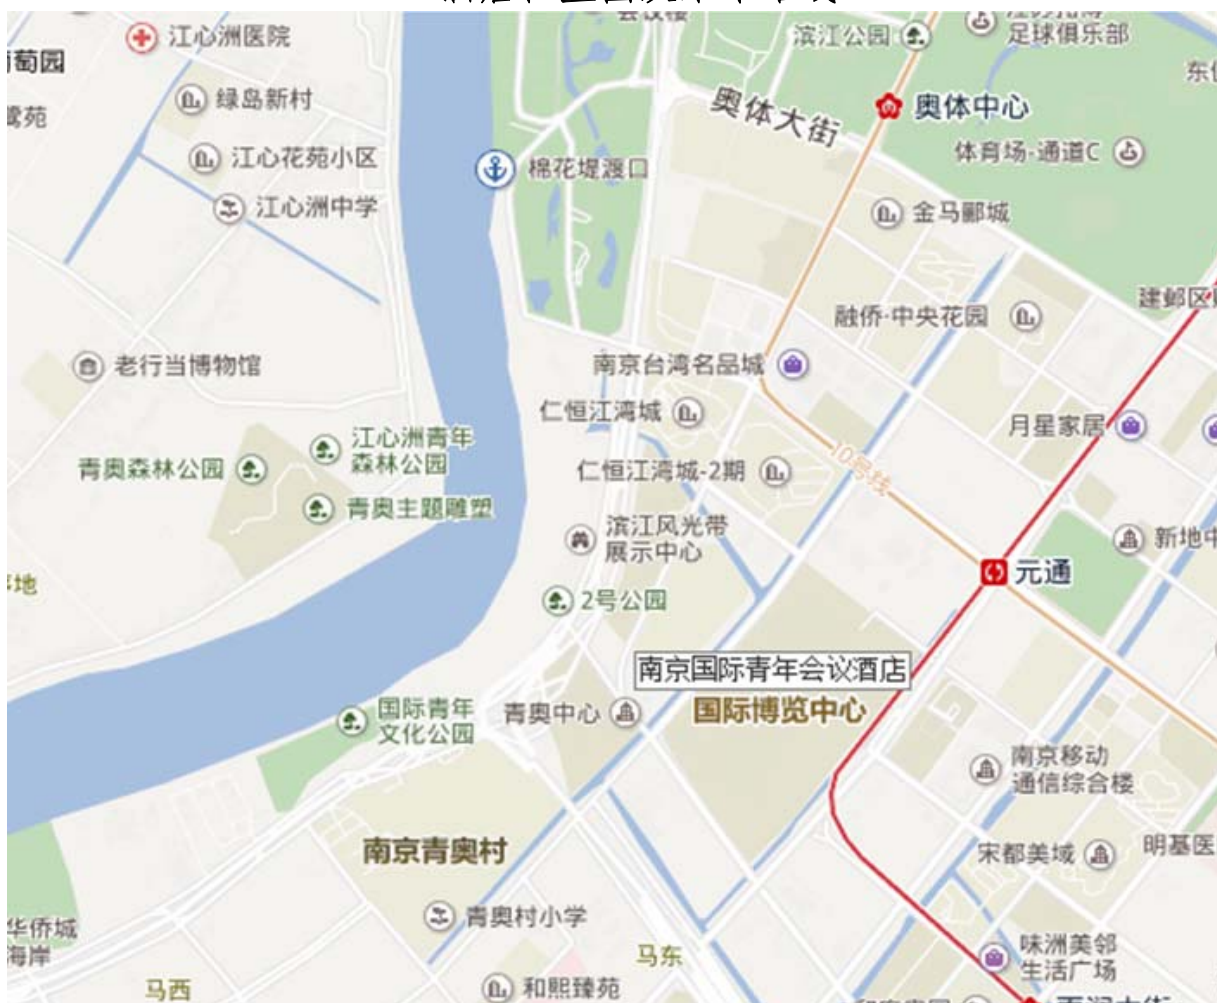 江心洲医院
滨江公园
足球俱乐部
萄园
绿岛新村
奥体大街
奥体中心
鹭苑
江心花苑小区
棉花堤渡口
体育场-通道C
江心洲中学
金马郦城
建邺区
融侨·中央花园
老行当博物馆
南京台湾名品城
仁恒江湾城
月星家居
江心洲青年
森林公园
青奥森林公园
仁恒江湾城-2期
10号线
青奥主题雕塑
滨江风光带
展示中心
新地中
元通
地
2号公园
南京国际青年会议酒店
国际青年
文化公园
青奥中心
国际博览中心
南京移动
通信综合楼
南京青奥村
宋都美域
明基医
青奥村小学
华侨城
海岸
马东
味洲美邻
生活广场
马西
和熙臻苑